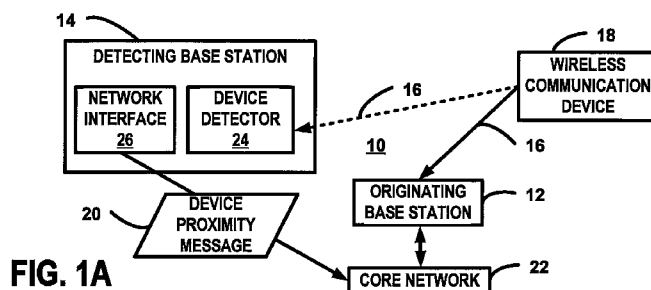 14
DETECTING BASE STATION
NETWORK
INTERFACE
26
DEVICE
DETECTOR
24
16
18
WIRELESS
COMMUNICATION
DEVICE
10
16
ORIGINATING
BASE STATION
12
20
DEVICE
PROXIMITY
MESSAGE
CORE NETWORK
22
FIG. 1A